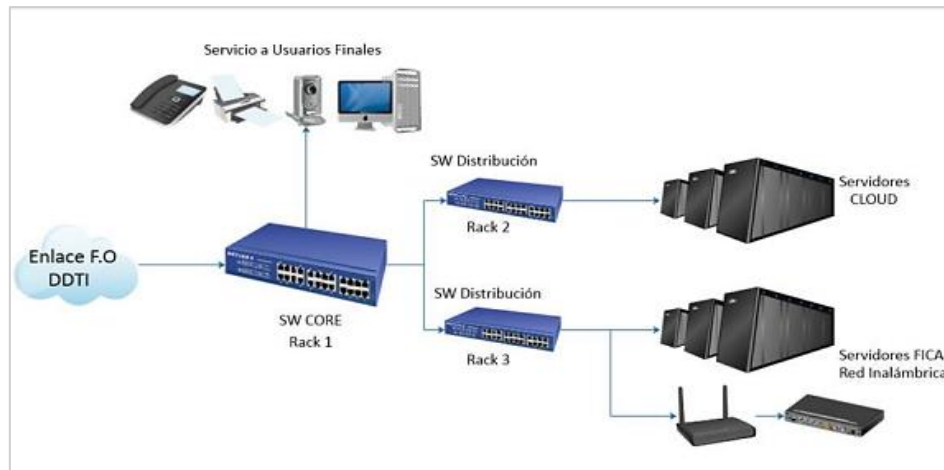 Servicio a Usuarios Finales
SW Distribución
Rack 2
Servidores
CLOUD
Enlace F.O
DDTI
SW CORE
Rack 1
SW Distribución
Rack 3
Servidores FICA
Red Inalámbrica